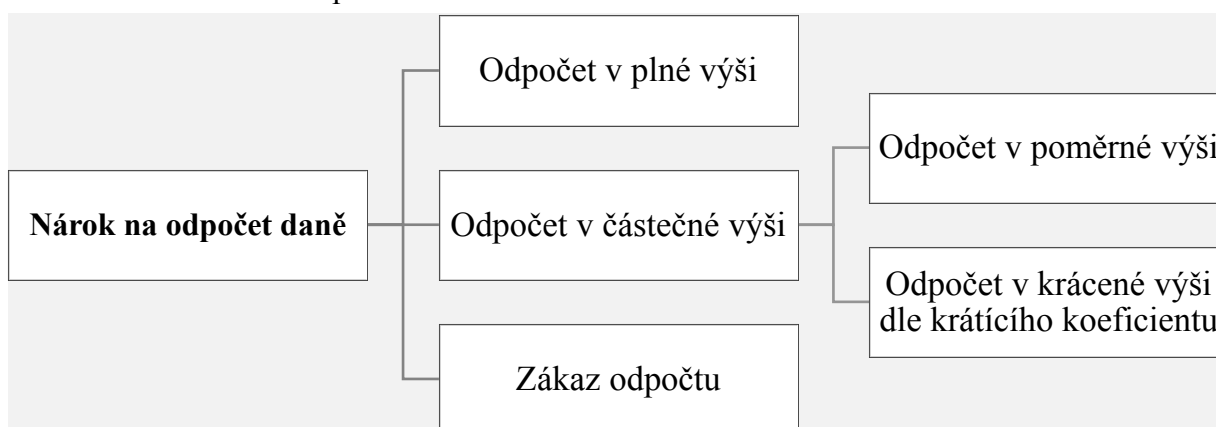 Nárok na odpočet daně
Odpočet v plné výši
Odpočet v částečné výši
Zákaz odpočtu
Odpočet v poměrné výši
Odpočet v krácené výši
dle krátícího koeficientu